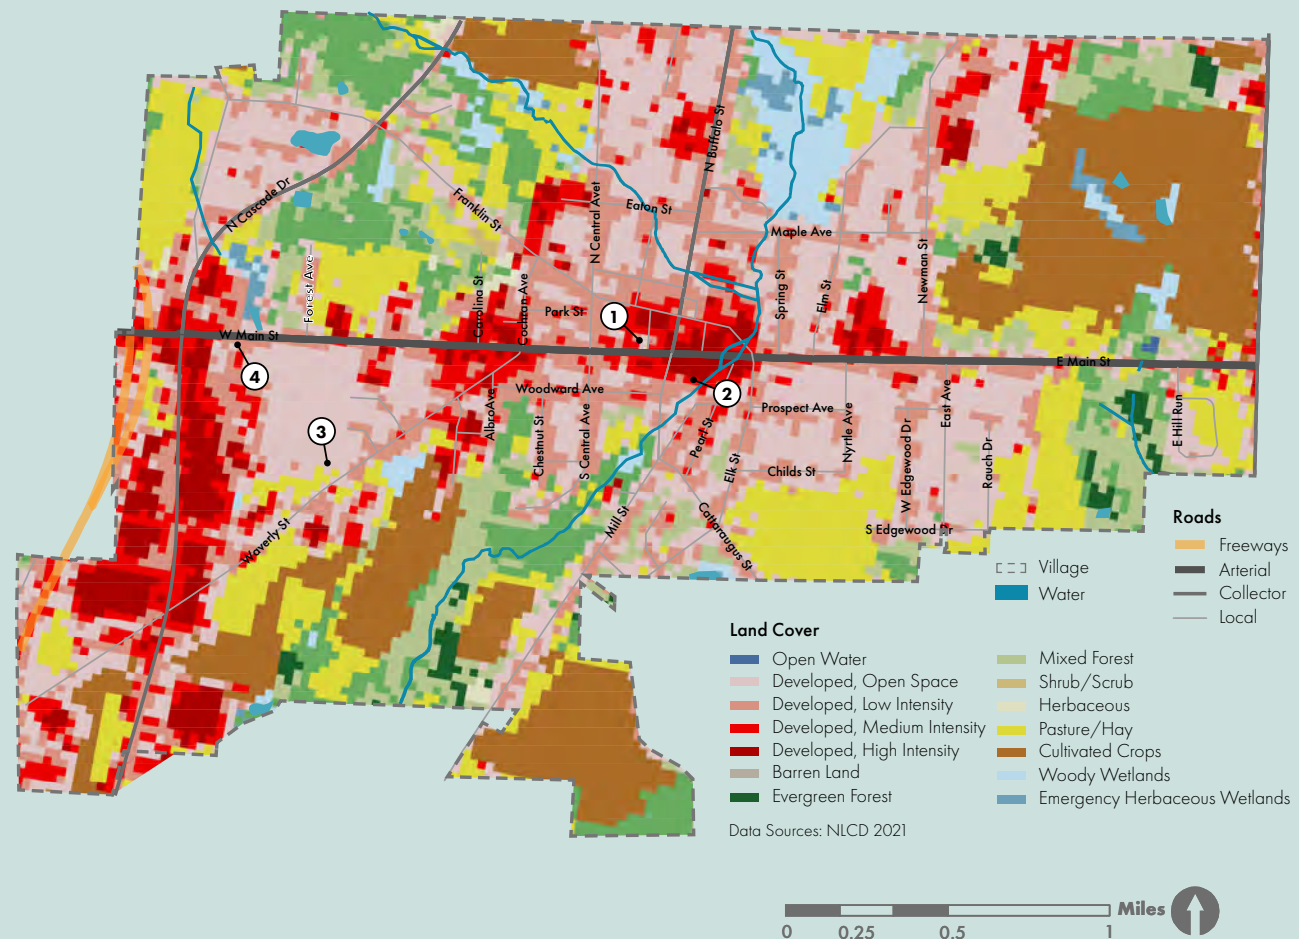 N Buffalo St
N Cascade Dr
Franklin St
N Central Avet
Eaton St
Maple Ave
Forest Ave
Carolina St
Cochran Ave
Park St
Spring St
Elm St
Newman St
1
W Main St
E Main St
4
2
3
Woodward Ave
Albro Ave
Chestnut St
S Central Ave
Pearl St
Elk St
Prospect Ave
Childs St
Nyrtle Ave
W Edgewood Dr
East Ave
Rauch Dr
E Hill Run
Waverly St
Mill St
Cattaraugus St
S Edgewood Dr
Village
Water
Roads
Freeways
Arterial
Collector
Local
Land Cover
Open Water
Developed, Open Space
Developed, Low Intensity
Developed, Medium Intensity
Developed, High Intensity
Barren Land
Evergreen Forest
Mixed Forest
Shrub/Scrub
Herbaceous
Pasture/Hay
Cultivated Crops
Woody Wetlands
Emergency Herbaceous Wetlands
Data Sources: NLCD 2021
Miles
0 0.25 0.5 1